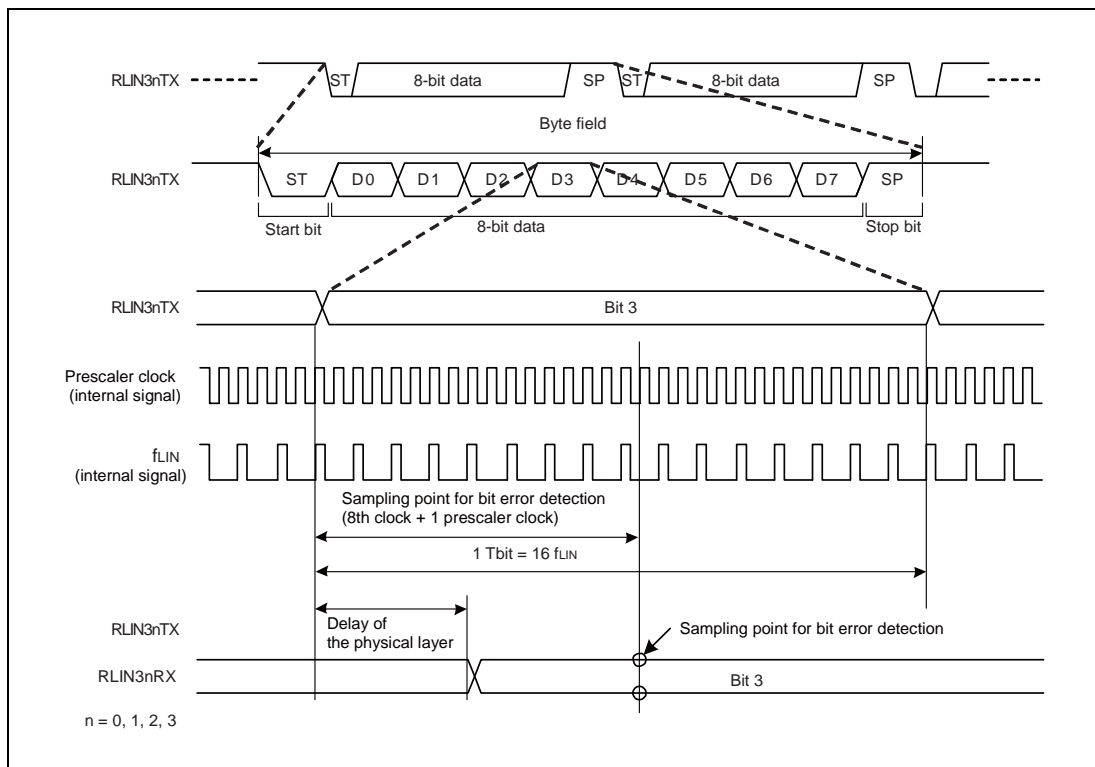 RLIN3nTX ST 8-bit data SP ST 8-bit data SP
Byte field
RLIN3nTX ST D0 D1 D2 D3 D4 D5 D6 D7 SP
Start bit 8-bit data Stop bit
RLIN3nTX Bit 3
Prescaler clock
(internal signal)
fLIN
(internal signal)
Sampling point for bit error detection
(8th clock + 1 prescaler clock)
1 Tbit = 16 fLIN
RLIN3nTX
Delay of
the physical layer
Sampling point for bit error detection
RLIN3nRX Bit 3
n = 0, 1, 2, 3